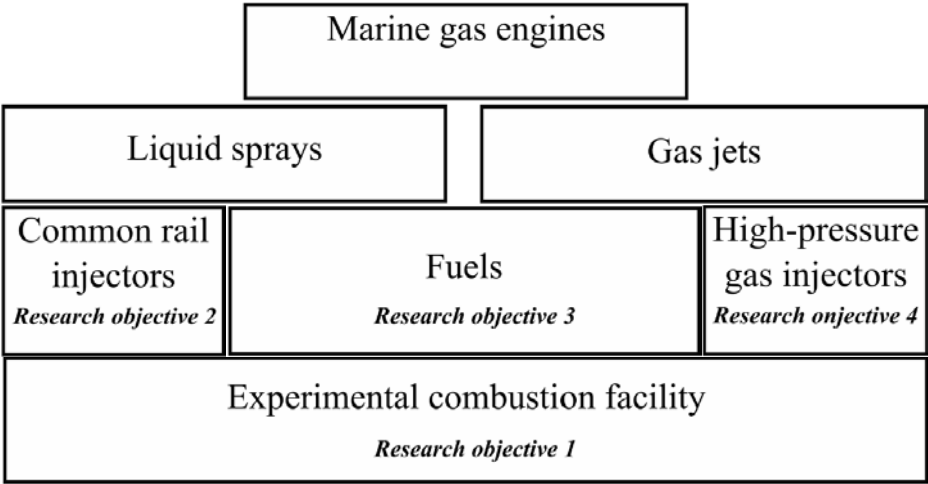 Marine gas engines
Liquid sprays
Gas jets
Common rail
injectors
Research objective 2
Fuels
Research objective 3
High-pressure
gas injectors
Research onjective 4
Experimental combustion facility
Research objective 1